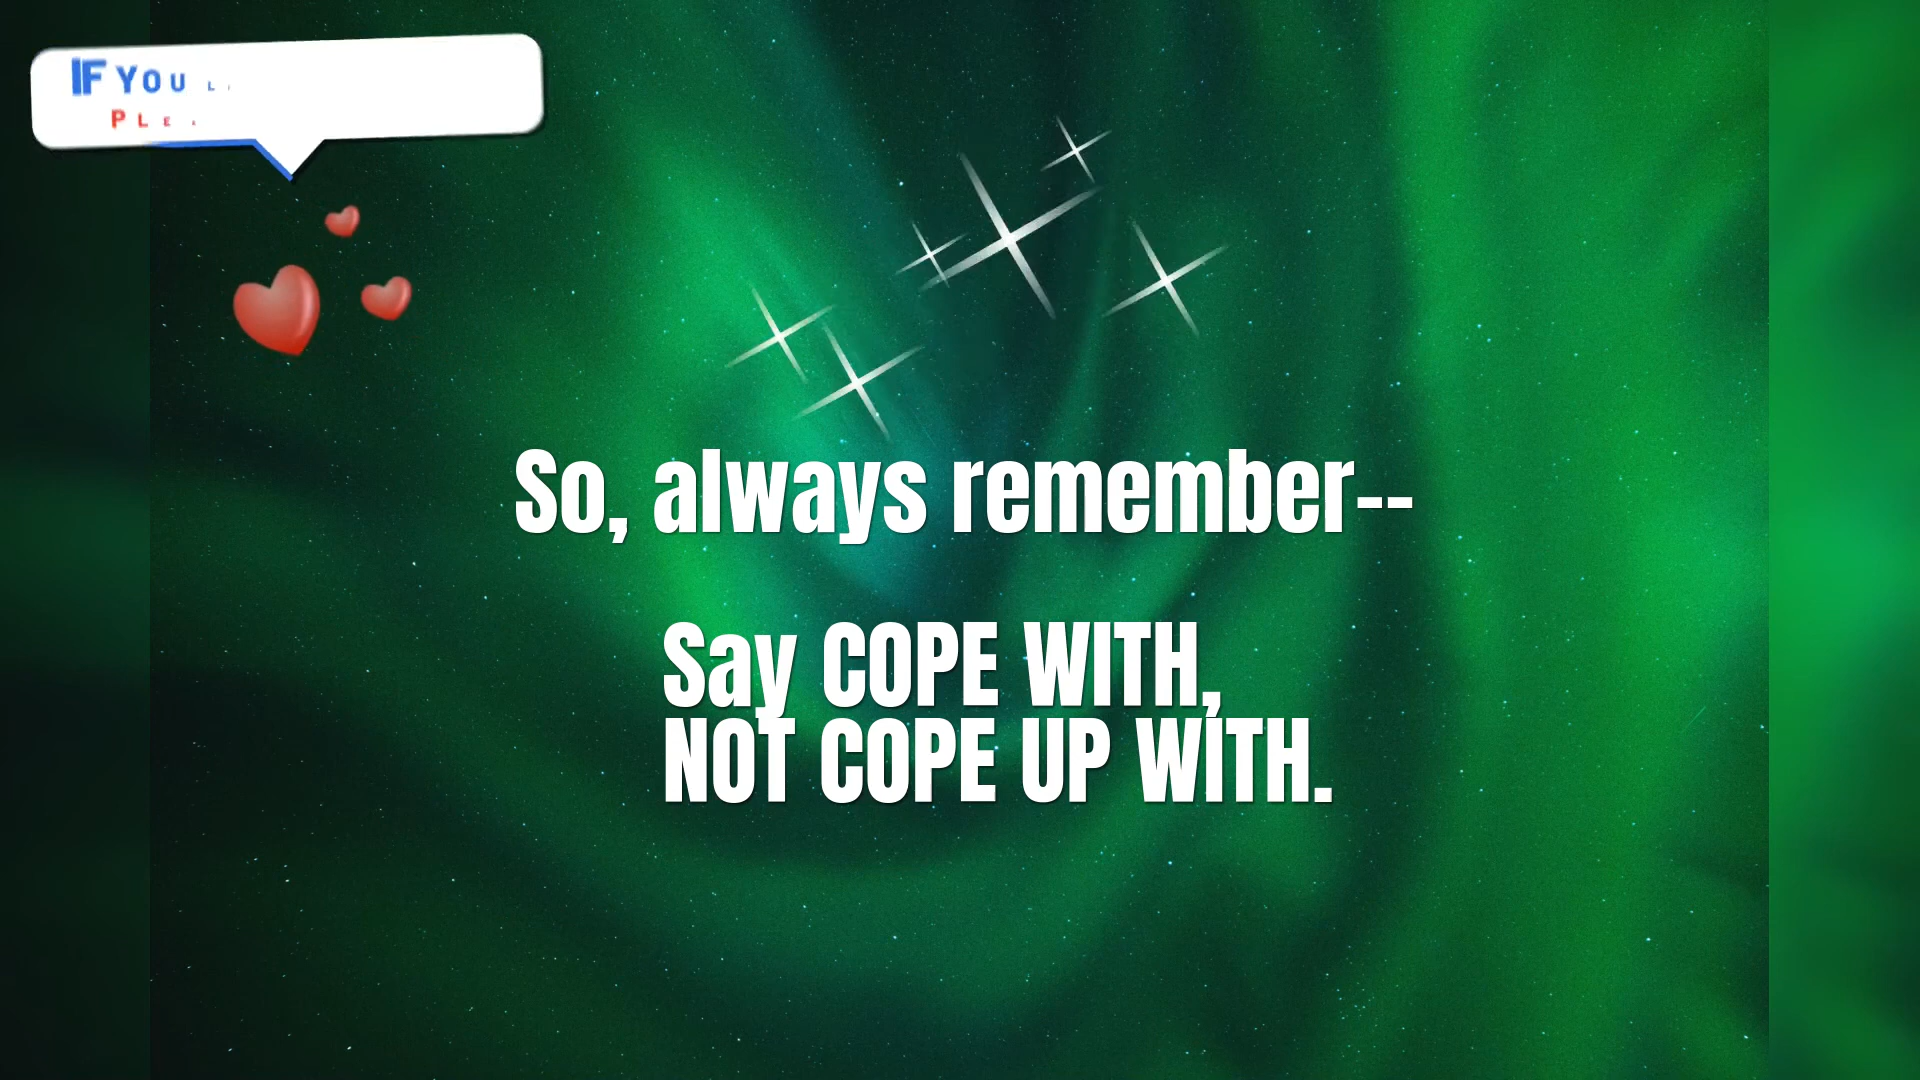 IF YOU
So, always remember--
Say COPE WITH,
NOT COPE UP WITH.